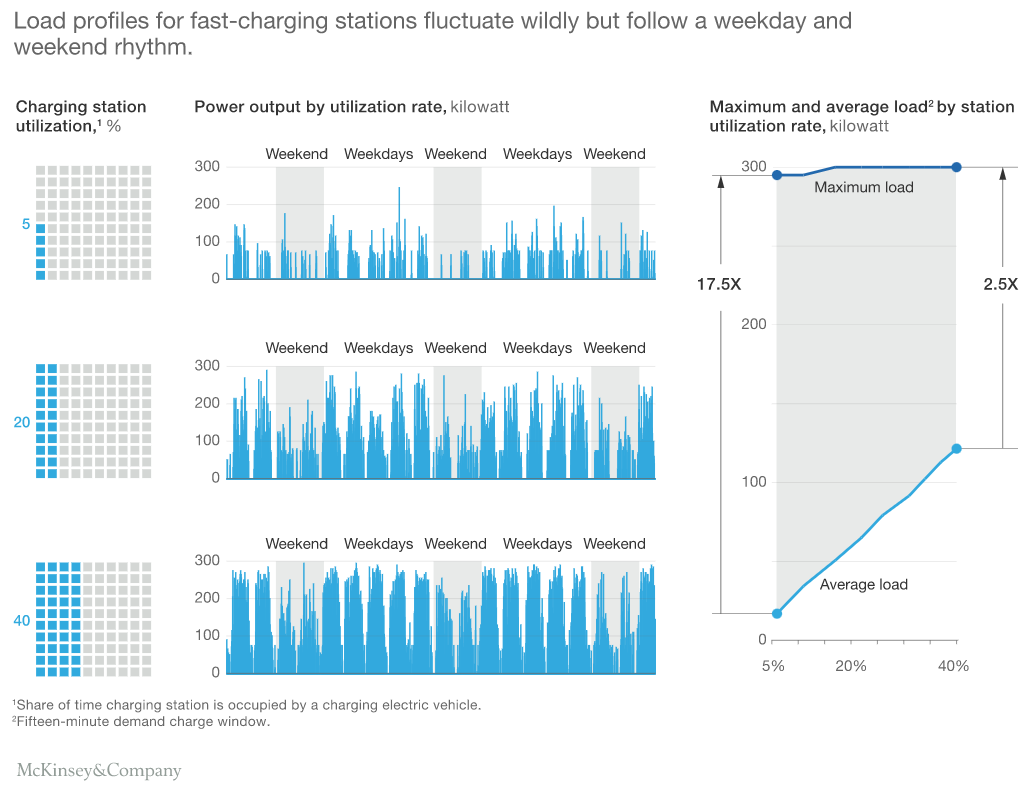 Load profiles for fast-charging stations fluctuate wildly but follow a weekday and
weekend rhythm.
Charging station
utilization,¹ %
5
20
40
Power output by utilization rate, kilowatt
Weekend Weekdays Weekend Weekdays Weekend
300
200
100
0
Weekend Weekdays Weekend Weekdays Weekend
300
200
100
0
Weekend Weekdays Weekend Weekdays Weekend
300
200
100
0
Maximum and average load² by station
utilization rate, kilowatt
300
Maximum load
17.5X
2.5X
200
100
Average load
0
5% 20% 40%
¹Share of time charging station is occupied by a charging electric vehicle.
²Fifteen-minute demand charge window.
McKinsey&Company